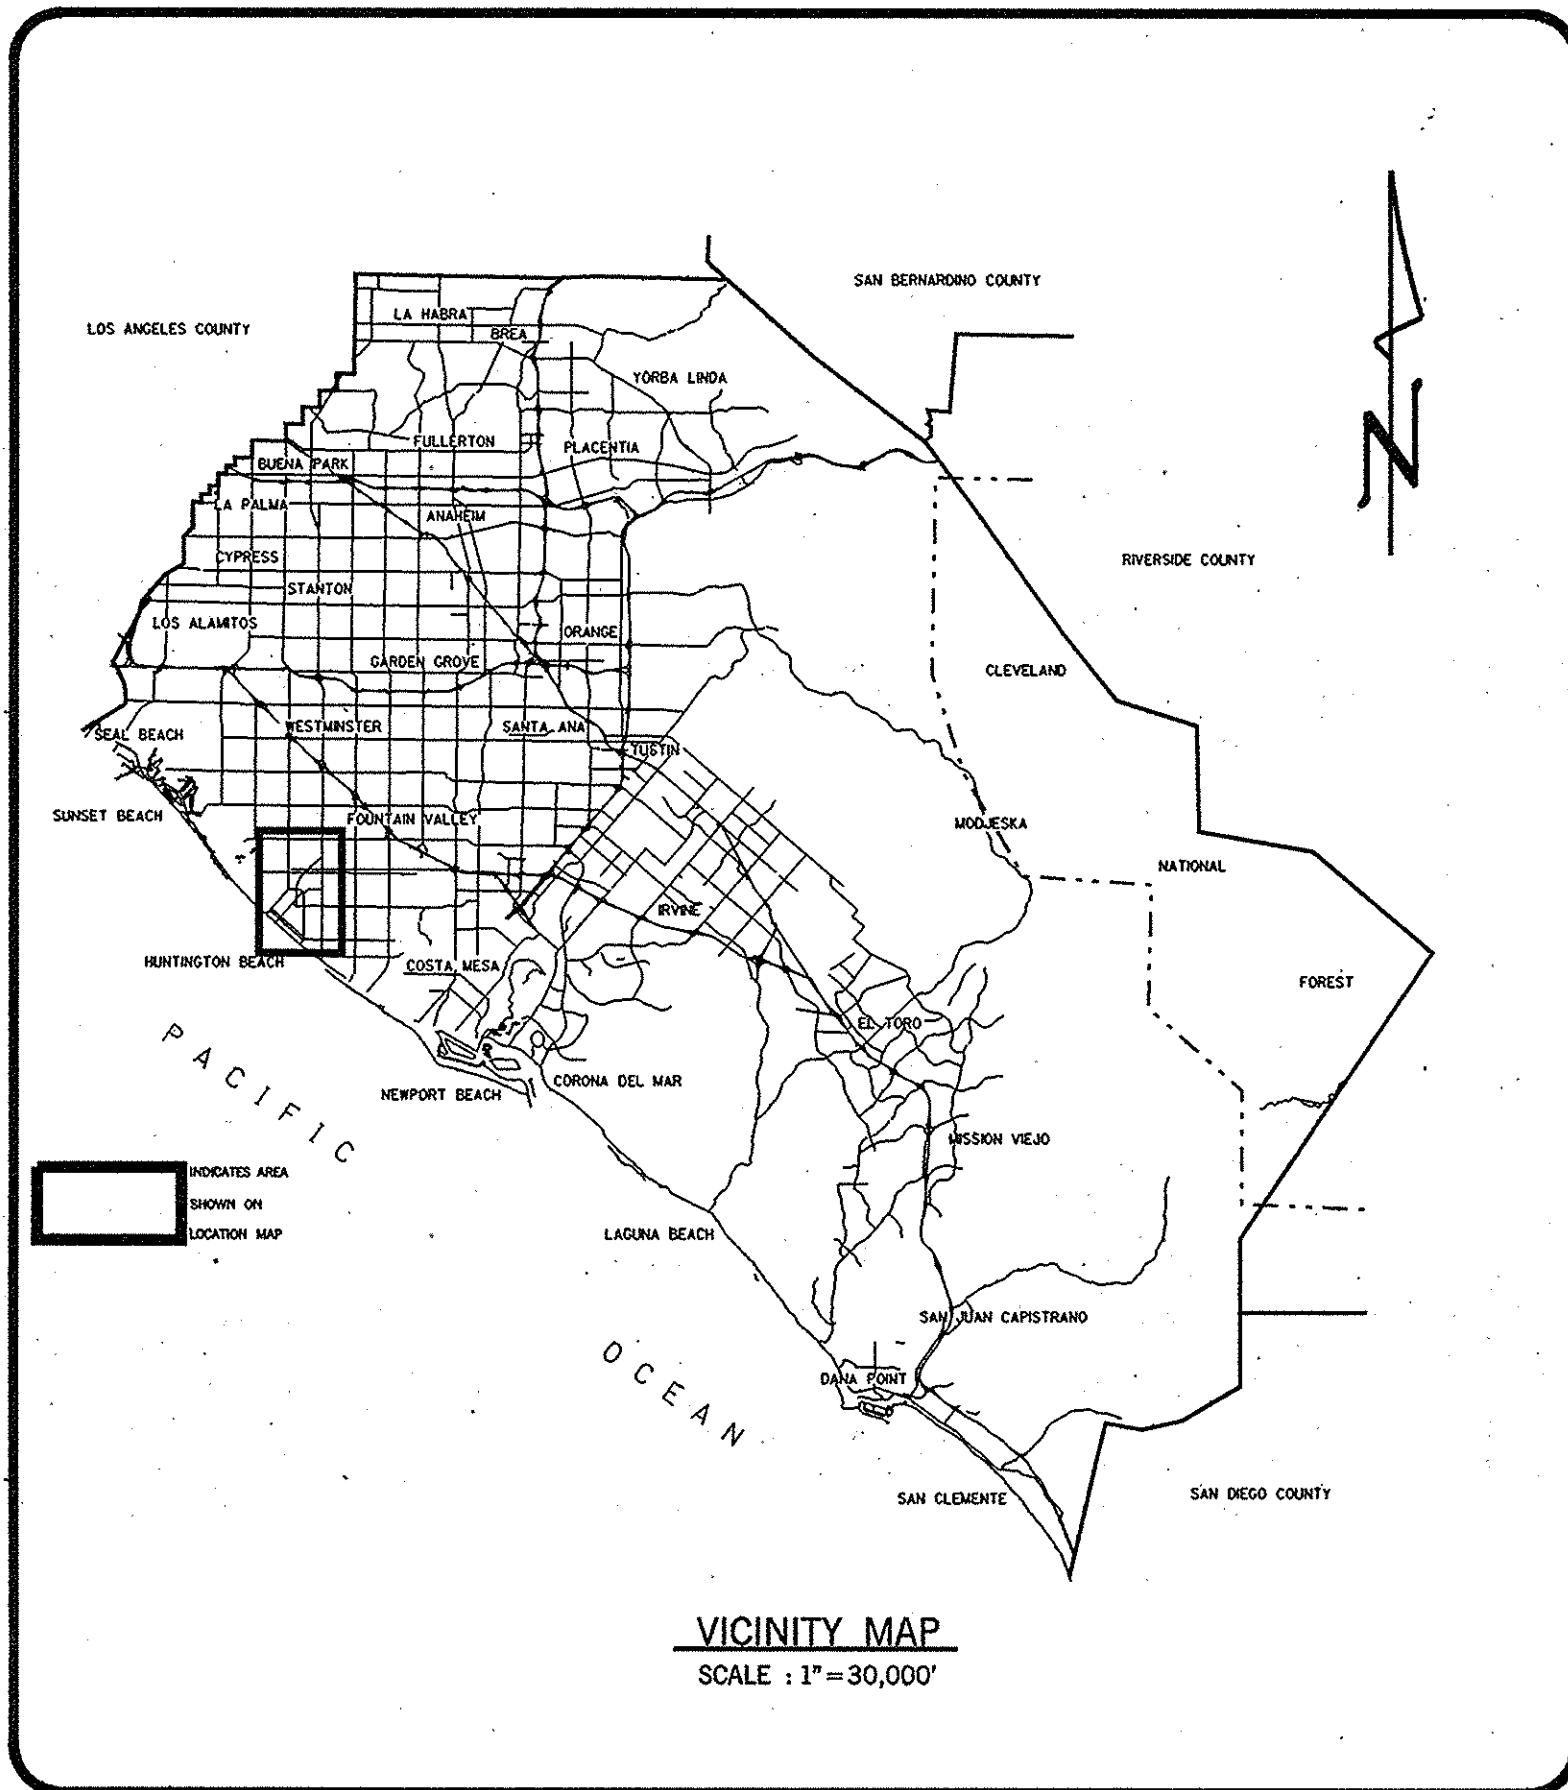 SAN BERNARDINO COUNTY
LOS ANGELES COUNTY
LA HABRA
BREA
YORBA LINDA
FULLERTON
PLACENTIA
BUENA PARK
N
LA PALMA
ANAHEIM
CYPRESS
RIVERSIDE COUNTY
STANTON
LOS ALAMITOS
ORANGE
GARDEN GROVE
CLEVELAND
WESTMINSTER
SANTA ANA
SEAL BEACH
TUSTIN
SUNSET BEACH
FOUNTAIN VALLEY
MODJESKA
NATIONAL
IRVINE
HUNTINGTON BEACH
COSTA MESA
FOREST
EL TORO
PACIFIC
CORONA DEL MAR
NEWPORT BEACH
MISSION VIEJO
INDICATES AREA
SHOWN ON
LOCATION MAP
LAGUNA BEACH
SAN JUAN CAPISTRANO
OCEAN
DANA POINT
SAN CLEMENTE
SAN DIEGO COUNTY
VICINITY MAP
SCALE : 1"=30,000'